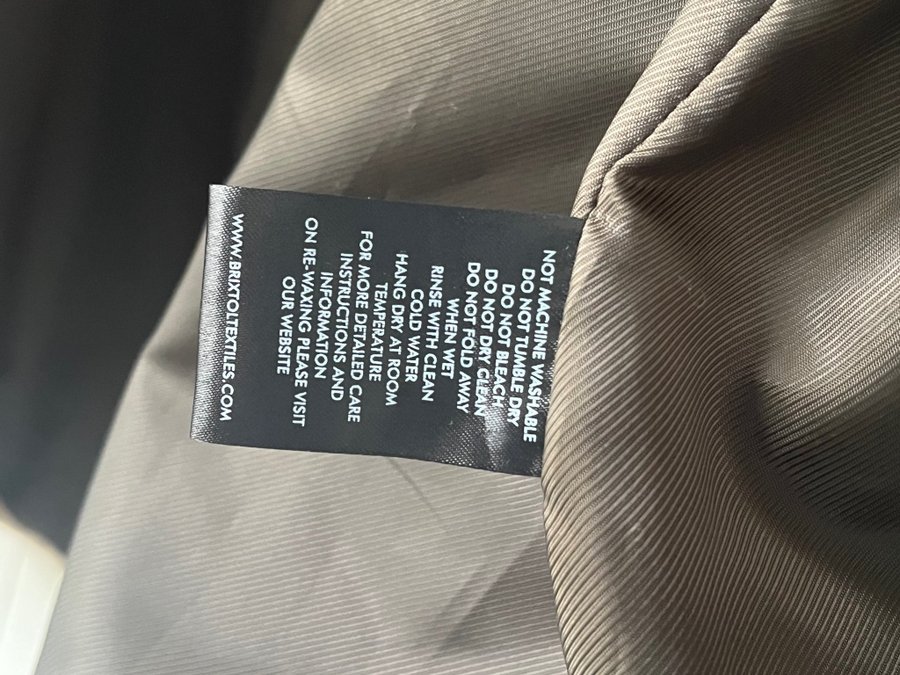 NOT MACHINE WASHABLE
DO NOT TUMBLE DRY
DO NOT BLEACH
DO NOT DRY CLEAN
DO NOT FOLD AWAY
WHEN WET
RINSE WITH CLEAN
COLD WATER
HANG DRY AT ROOM
TEMPERATURE
FOR MORE DETAILED CARE
INSTRUCTIONS AND
INFORMATION
ON RE-WAXING PLEASE VISIT
OUR WEBSITE
WWW.BRIXTOLTEXTILES.COM